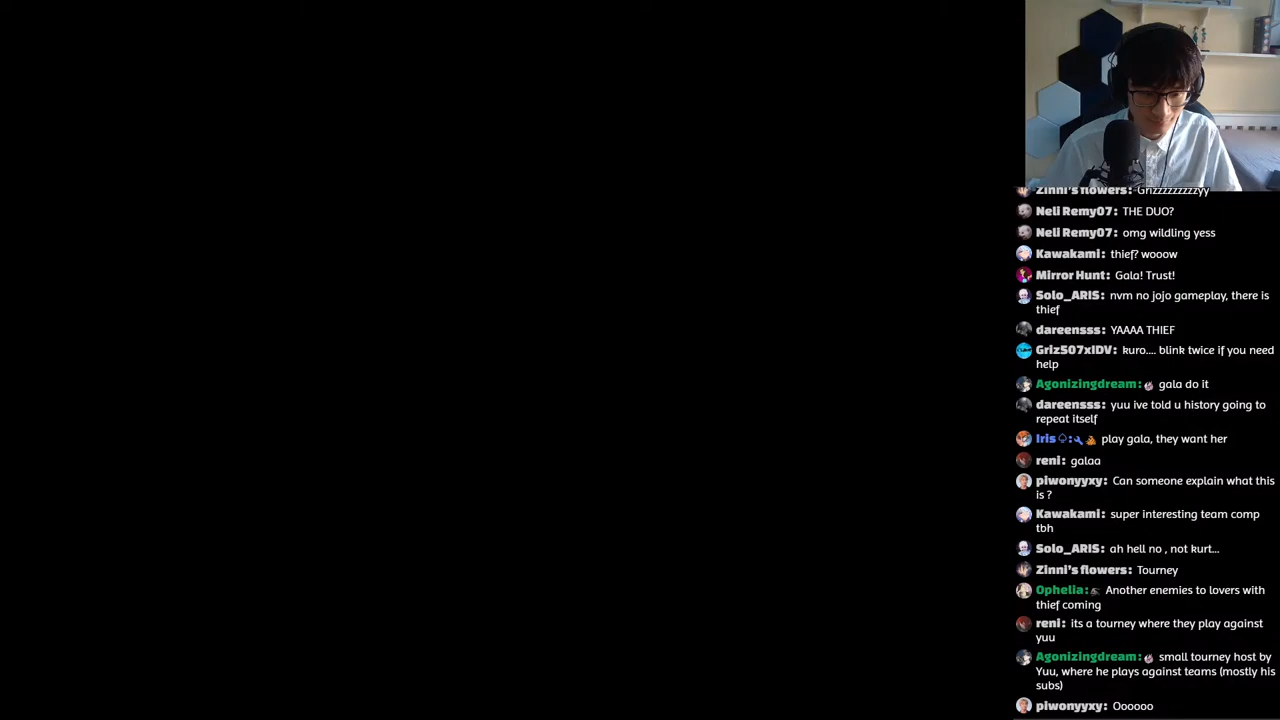 Zinni's flowers: Grizzzzzzzzzyy
Neli Remy07: THE DUO?
Neli Remy07: omg wildling yess
Kawakami: thief? wooow
Mirror Hunt: Gala! Trust!
Solo_ARIS: nvm no jojo gameplay, there is
thief
dareensss: YAAAA THIEF
Griz507xIDV: kuro.... blink twice if you need
help
Agonizingdream: gala do it
dareensss: yuu ive told u history going to
repeat itself
Iris♤: play gala, they want her
reni: galaa
piwonyyxy: Can someone explain what this
is ?
Kawakami: super interesting team comp
tbh
Solo_ARIS: ah hell no , not kurt...
Zinni's flowers: Tourney
Ophelia: Another enemies to lovers with
thief coming
reni: its a tourney where they play against
yuu
Agonizingdream: small tourney host by
Yuu, where he plays against teams (mostly his
subs)
piwonyyxy: Oooooo